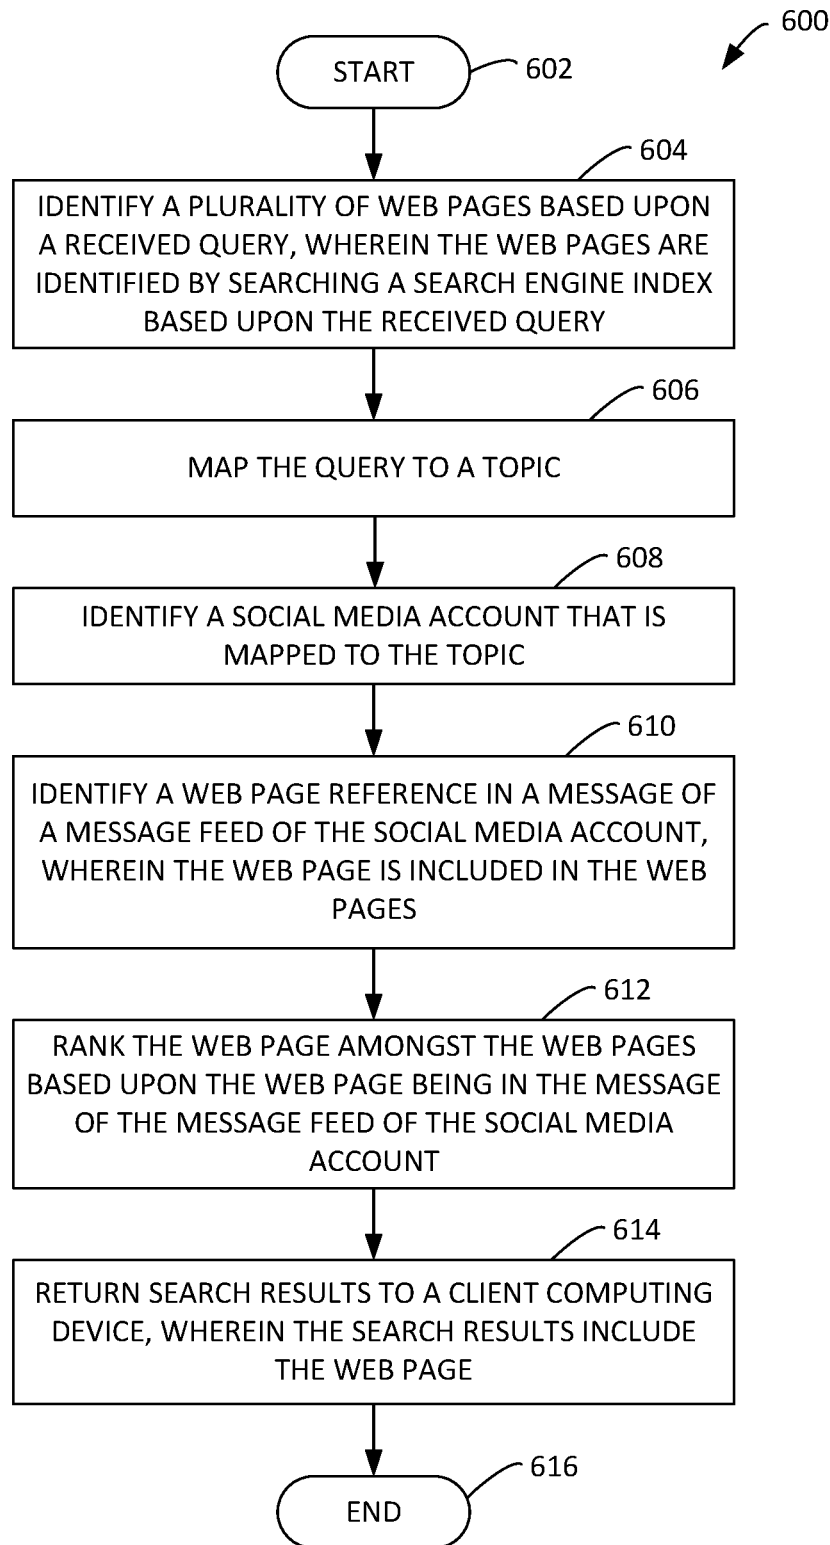 600
START
602
604
IDENTIFY A PLURALITY OF WEB PAGES BASED UPON
A RECEIVED QUERY, WHEREIN THE WEB PAGES ARE
IDENTIFIED BY SEARCHING A SEARCH ENGINE INDEX
BASED UPON THE RECEIVED QUERY
606
MAP THE QUERY TO A TOPIC
608
IDENTIFY A SOCIAL MEDIA ACCOUNT THAT IS
MAPPED TO THE TOPIC
610
IDENTIFY A WEB PAGE REFERENCE IN A MESSAGE OF
A MESSAGE FEED OF THE SOCIAL MEDIA ACCOUNT,
WHEREIN THE WEB PAGE IS INCLUDED IN THE WEB
PAGES
612
RANK THE WEB PAGE AMONGST THE WEB PAGES
BASED UPON THE WEB PAGE BEING IN THE MESSAGE
OF THE MESSAGE FEED OF THE SOCIAL MEDIA
ACCOUNT
614
RETURN SEARCH RESULTS TO A CLIENT COMPUTING
DEVICE, WHEREIN THE SEARCH RESULTS INCLUDE
THE WEB PAGE
616
END